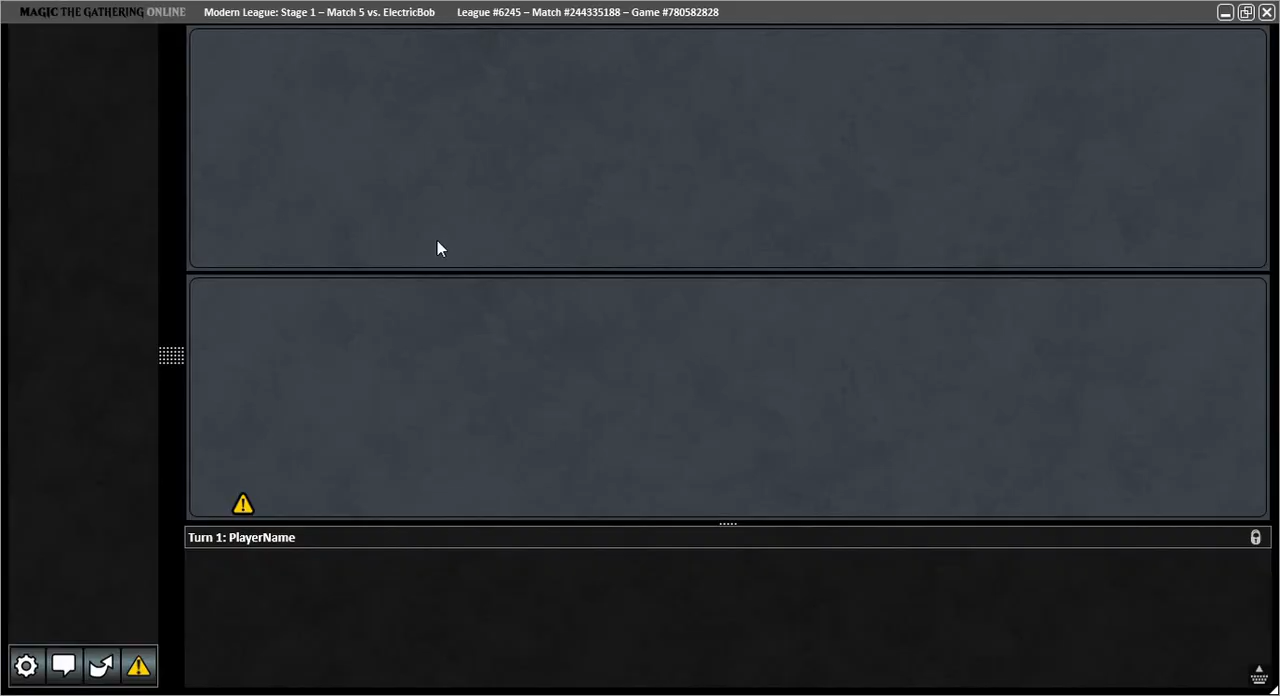 MAGIC THE GATHERING ONLINE
Modern League: Stage 1 – Match 5 vs. ElectricBob
League #6245 – Match #244335188 – Game #780582828
Turn 1: PlayerName